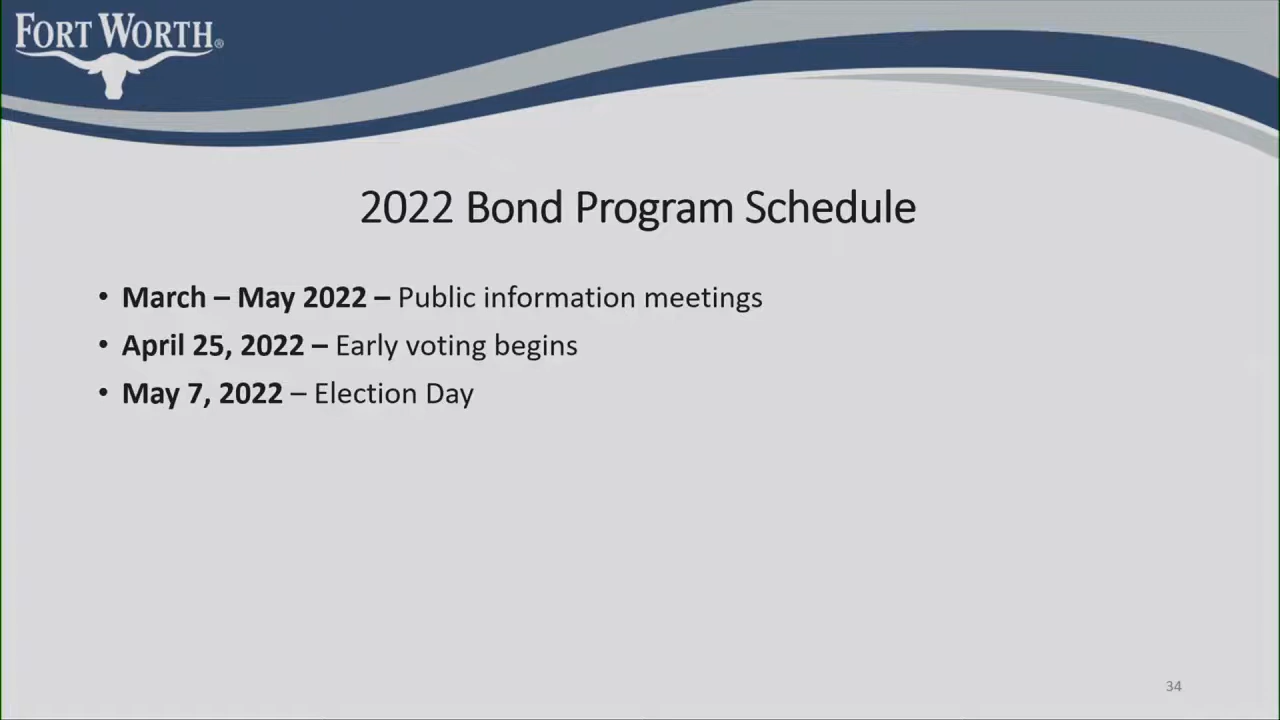 FORT WORTH®
2022 Bond Program Schedule
• March – May 2022 – Public information meetings
• April 25, 2022 – Early voting begins
• May 7, 2022 – Election Day
34